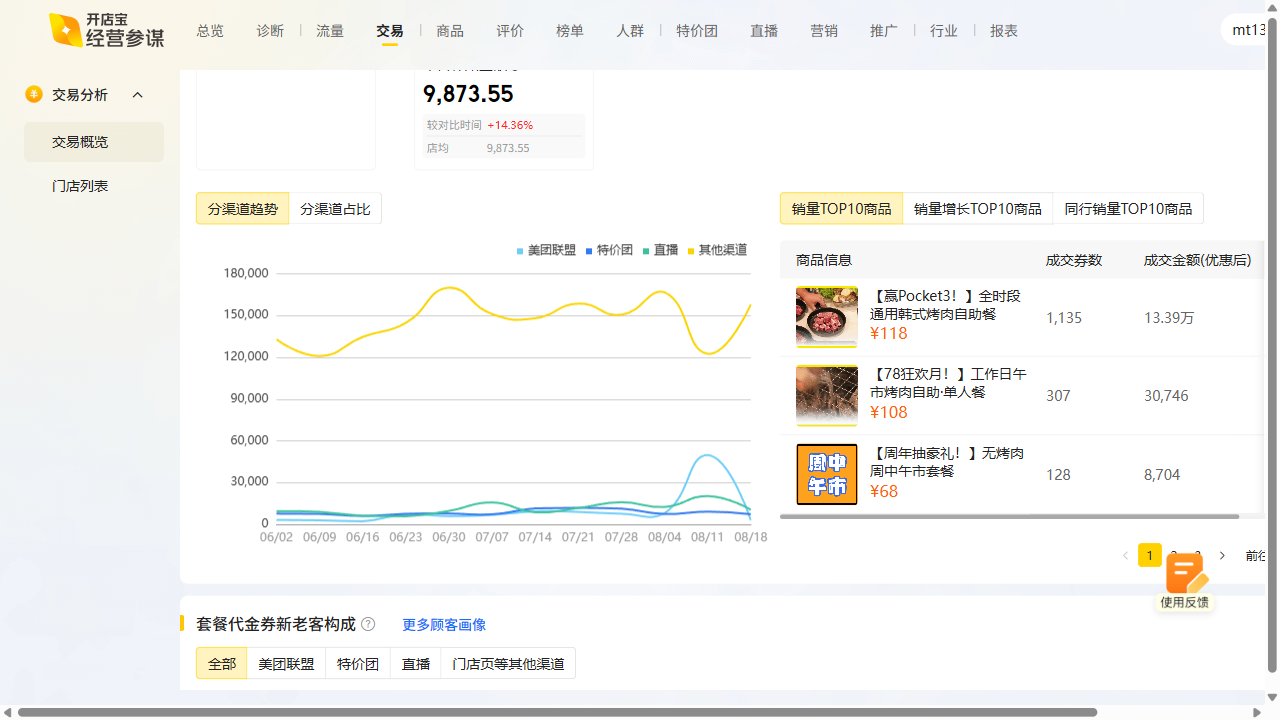 开店宝
经营参谋
总览
诊断
流量
交易
商品
评价
榜单
人群
特价团
直播
营销
推广
行业
报表
mt13
交易分析
交易概览
门店列表
9,873.55
较对比时间 +14.36%
店均 9,873.55
分渠道趋势
分渠道占比
美团联盟
特价团
直播
其他渠道
180,000
150,000
120,000
90,000
60,000
30,000
0
06/02 06/09 06/16 06/23 06/30 07/07 07/14 07/21 07/28 08/04 08/11 08/18
销量TOP10商品
销量增长TOP10商品
同行销量TOP10商品
商品信息 成交券数 成交金额(优惠后)
【赢Pocket3！】全时段
通用韩式烤肉自助餐
¥118
1,135
13.39万
【78狂欢月！】工作日午
市烤肉自助·单人餐
¥108
307
30,746
周中
午市
【周年抽豪礼！】无烤肉
周中午市套餐
¥68
128
8,704
1
使用反馈
套餐代金券新老客构成 ?
更多顾客画像
全部
美团联盟
特价团
直播
门店页等其他渠道